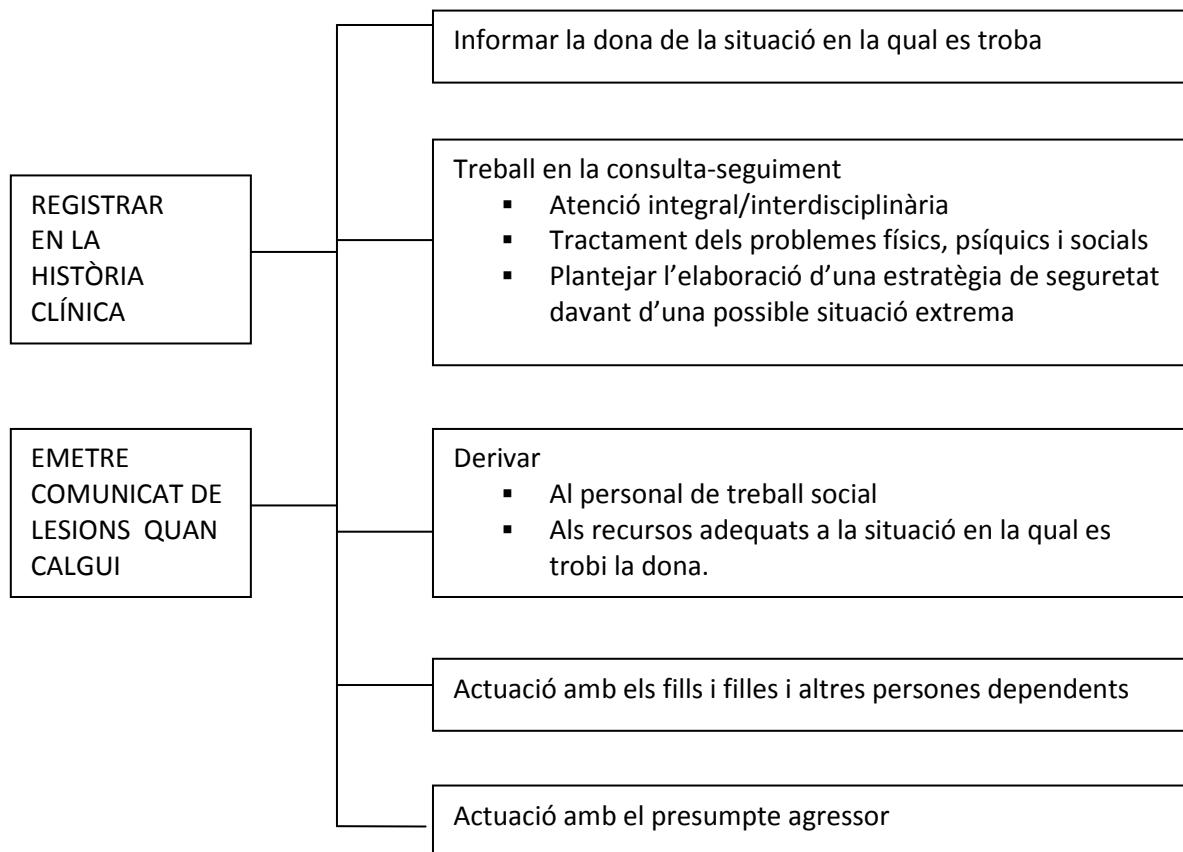 Informar la dona de la situació en la qual es troba
REGISTRAR
EN LA
HISTÒRIA
CLÍNICA
Treball en la consulta-seguiment
▪ Atenció integral/interdisciplinària
▪ Tractament dels problemes físics, psíquics i socials
▪ Plantejar l’elaboració d’una estratègia de seguretat
davant d’una possible situació extrema
EMETRE
COMUNICAT DE
LESIONS QUAN
CALGUI
Derivar
▪ Al personal de treball social
▪ Als recursos adequats a la situació en la qual es
trobi la dona.
Actuació amb els fills i filles i altres persones dependents
Actuació amb el presumpte agressor